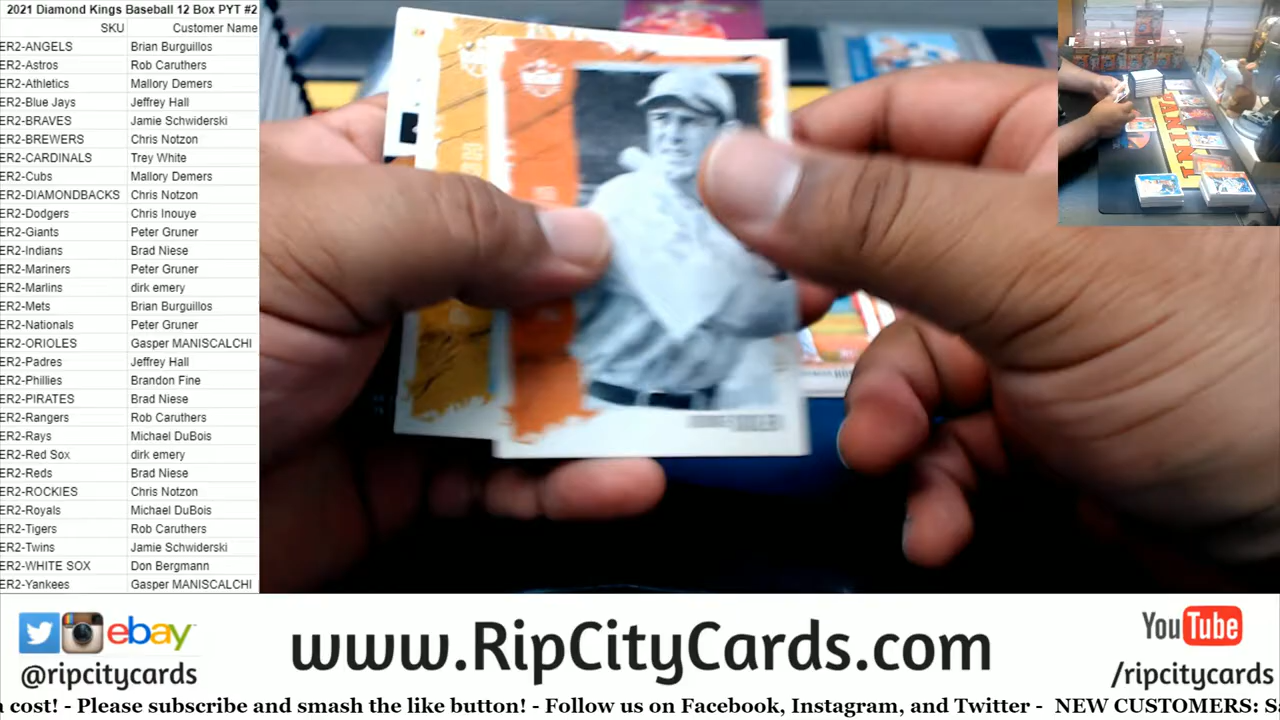 2021 Diamond Kings Baseball 12 Box PYT #2
SKU Customer Name
ER2-ANGELS Brian Burguillos
ER2-Astros Rob Caruthers
ER2-Athletics Mallory Demers
ER2-Blue Jays Jeffrey Hall
ER2-BRAVES Jamie Schwiderski
ER2-BREWERS Chris Notzon
ER2-CARDINALS Trey White
ER2-Cubs Mallory Demers
ER2-DIAMONDBACKS Chris Notzon
ER2-Dodgers Chris Inouye
ER2-Giants Peter Gruner
ER2-Indians Brad Niese
ER2-Mariners Peter Gruner
ER2-Marlins dirk emery
ER2-Mets Brian Burguillos
ER2-Nationals Peter Gruner
ER2-ORIOLES Gasper MANISCALCHI
ER2-Padres Jeffrey Hall
ER2-Phillies Brandon Fine
ER2-PIRATES Brad Niese
ER2-Rangers Rob Caruthers
ER2-Rays Michael DuBois
ER2-Red Sox dirk emery
ER2-Reds Brad Niese
ER2-ROCKIES Chris Notzon
ER2-Royals Michael DuBois
ER2-Tigers Rob Caruthers
ER2-Twins Jamie Schwiderski
ER2-WHITE SOX Don Bergmann
ER2-Yankees Gasper MANISCALCHI
PANINI
ebay
@ripcitycards
www.RipCityCards.com
YouTube
/ripcitycards
cost! - Please subscribe and smash the like button! - Follow us on Facebook, Instagram, and Twitter - NEW CUSTOMERS: